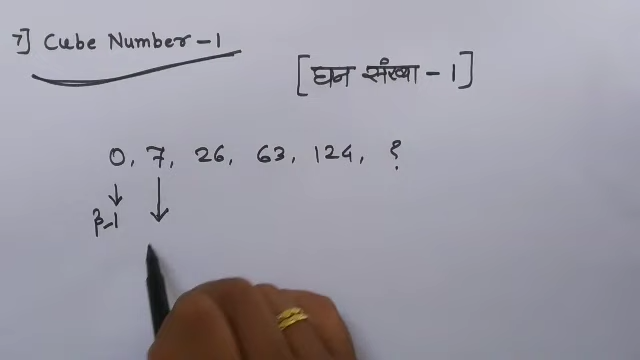 7] Cube Number - 1
[घन संख्या - 1]
0, 7, 26, 63, 124, ?
1³-1